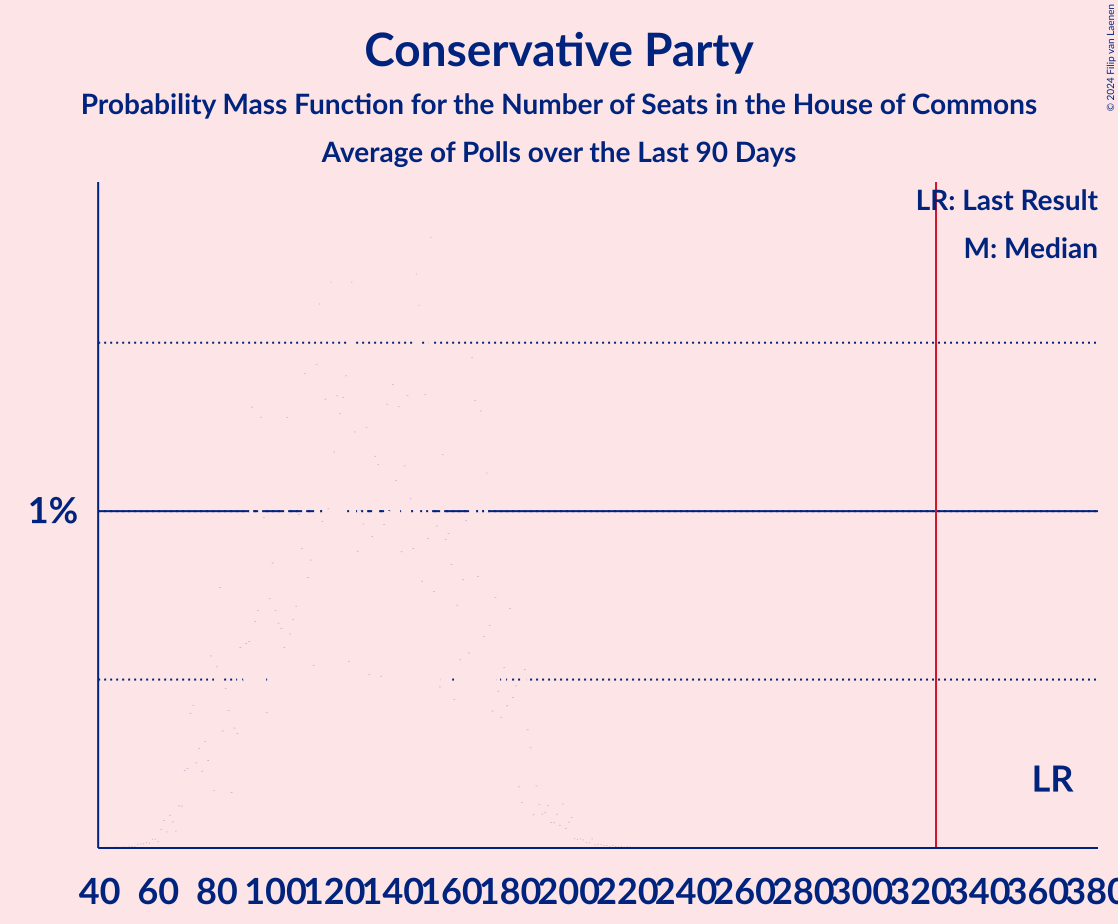 Conservative Party
Probability Mass Function for the Number of Seats in the House of Commons
Average of Polls over the Last 90 Days
© 2024 Filip van Laenen
LR: Last Result
M: Median
1%
LR
40 60 80 100 120 140 160 180 200 220 240 260 280 300 320 340 360 380